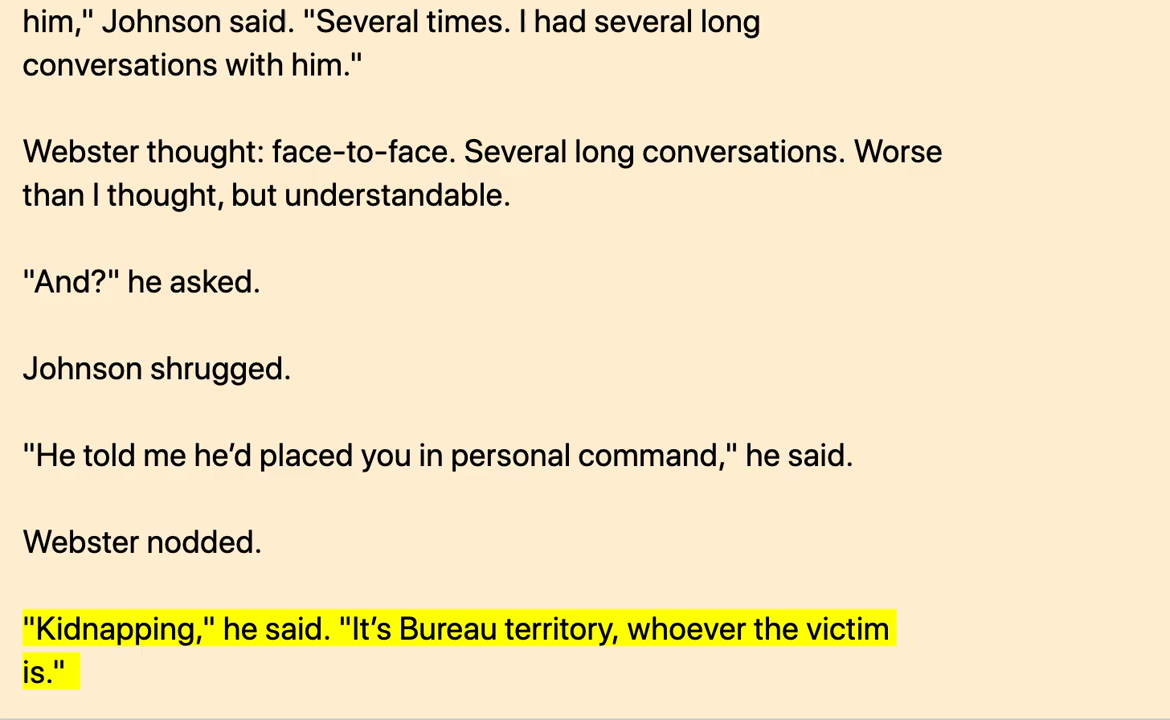 him," Johnson said. "Several times. I had several long
conversations with him."
Webster thought: face-to-face. Several long conversations. Worse
than I thought, but understandable.
"And?" he asked.
Johnson shrugged.
"He told me he’d placed you in personal command," he said.
Webster nodded.
"Kidnapping," he said. "It’s Bureau territory, whoever the victim
is."